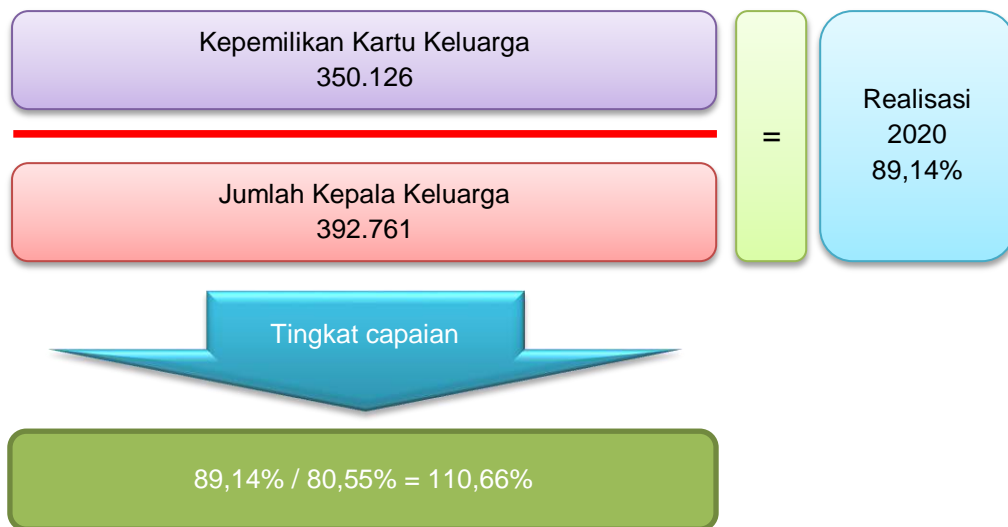 Kepemilikan Kartu Keluarga
350.126
Jumlah Kepala Keluarga
392.761
=
Realisasi
2020
89,14%
Tingkat capaian
89,14% / 80,55% = 110,66%